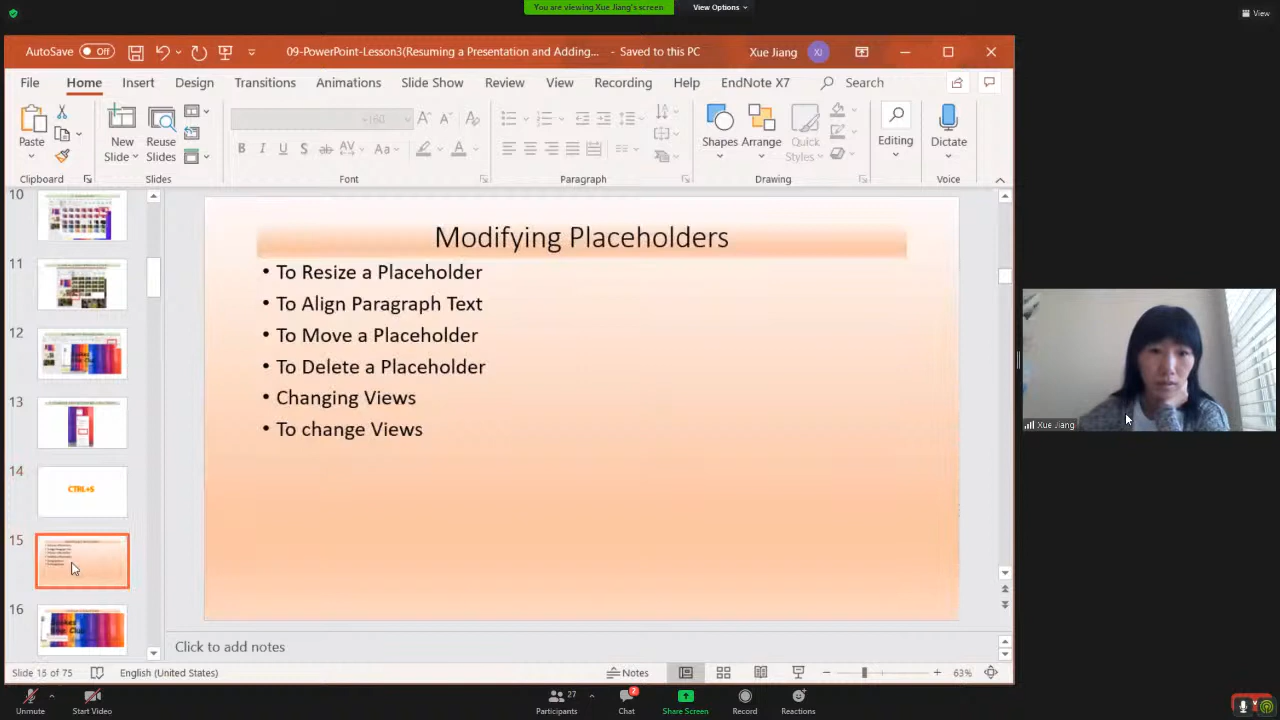 You are viewing Xue Jiang's screen
View Options
View
AutoSave Off
09-PowerPoint-Lesson3(Resuming a Presentation and Adding... - Saved to this PC
Xue Jiang XJ
File Home Insert Design Transitions Animations Slide Show Review View Recording Help EndNote X7 Search
Paste
New Slide
Reuse Slides
60
Aa
Shapes
Arrange
Quick Styles
Editing
Dictate
Clipboard
Slides
Font
Paragraph
Drawing
Voice
10
11
12
13
14
CTRL+S
15
16
Modifying Placeholders
• To Resize a Placeholder
• To Align Paragraph Text
• To Move a Placeholder
• To Delete a Placeholder
• Changing Views
• To change Views
Click to add notes
Xue Jiang
Slide 15 of 75
English (United States)
Notes
63%
Unmute
Start Video
Participants 27
Chat 2
Share Screen
Record
Reactions